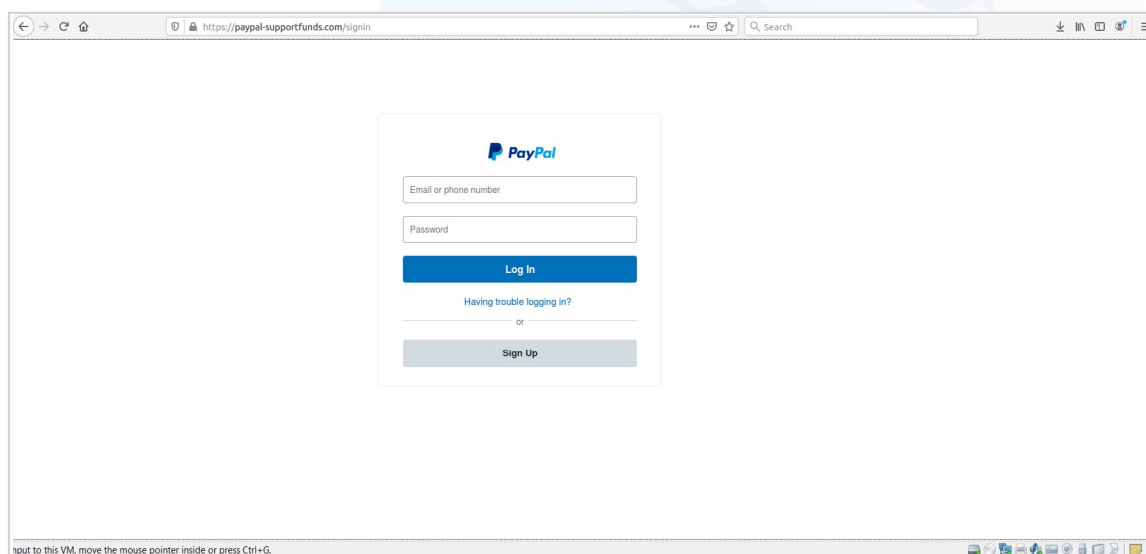 https://paypal-supportfunds.com/signin
Search
PayPal
Email or phone number
Password
Log In
Having trouble logging in?
or
Sign Up
nput to this VM, move the mouse pointer inside or press Ctrl+G.